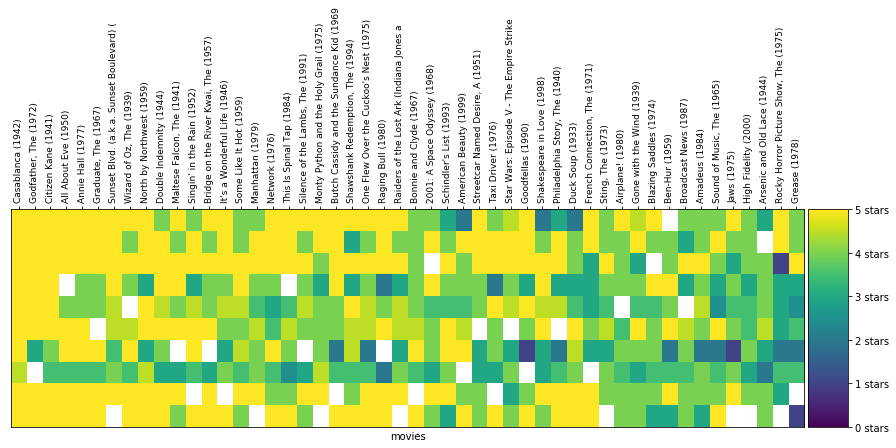 Casablanca (1942)
Godfather, The (1972)
Citizen Kane (1941)
All About Eve (1950)
Annie Hall (1977)
Graduate, The (1967)
Sunset Blvd. (a.k.a. Sunset Boulevard) (
Wizard of Oz, The (1939)
North by Northwest (1959)
Double Indemnity (1944)
Maltese Falcon, The (1941)
Singin' in the Rain (1952)
Bridge on the River Kwai, The (1957)
It's a Wonderful Life (1946)
Some Like It Hot (1959)
Manhattan (1979)
Network (1976)
This Is Spinal Tap (1984)
Silence of the Lambs, The (1991)
Monty Python and the Holy Grail (1975)
Butch Cassidy and the Sundance Kid (1969
Shawshank Redemption, The (1994)
One Flew Over the Cuckoo's Nest (1975)
Raging Bull (1980)
Raiders of the Lost Ark (Indiana Jones a
Bonnie and Clyde (1967)
2001: A Space Odyssey (1968)
Schindler's List (1993)
American Beauty (1999)
Streetcar Named Desire, A (1951)
Taxi Driver (1976)
Star Wars: Episode V - The Empire Strike
Goodfellas (1990)
Shakespeare in Love (1998)
Philadelphia Story, The (1940)
Duck Soup (1933)
French Connection, The (1971)
Sting, The (1973)
Airplane! (1980)
Gone with the Wind (1939)
Blazing Saddles (1974)
Ben-Hur (1959)
Broadcast News (1987)
Amadeus (1984)
Sound of Music, The (1965)
Jaws (1975)
High Fidelity (2000)
Arsenic and Old Lace (1944)
Rocky Horror Picture Show, The (1975)
Grease (1978)
5 stars
4 stars
3 stars
2 stars
1 stars
0 stars
movies